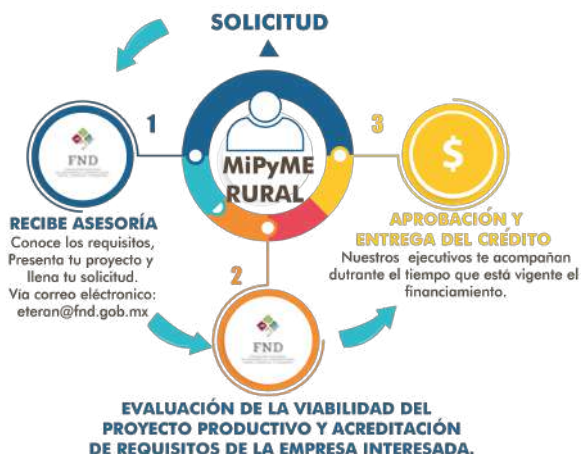 SOLICITUD
1
FND
RECIBE ASESORÍA
Conoce los requisitos,
Presenta tu proyecto y
llena tu solicitud.
Vía correo eléctronico:
eteran@fnd.gob.mx
MiPyME
RURAL
2
FND
EVALUACIÓN DE LA VIABILIDAD DEL
PROYECTO PRODUCTIVO Y ACREDITACIÓN
DE REQUISITOS DE LA EMPRESA INTERESADA.
3
$
APROBACIÓN Y
ENTREGA DEL CRÉDITO
Nuestros ejecutivos te acompañan
dutrante el tiempo que está vigente el
financiamiento.